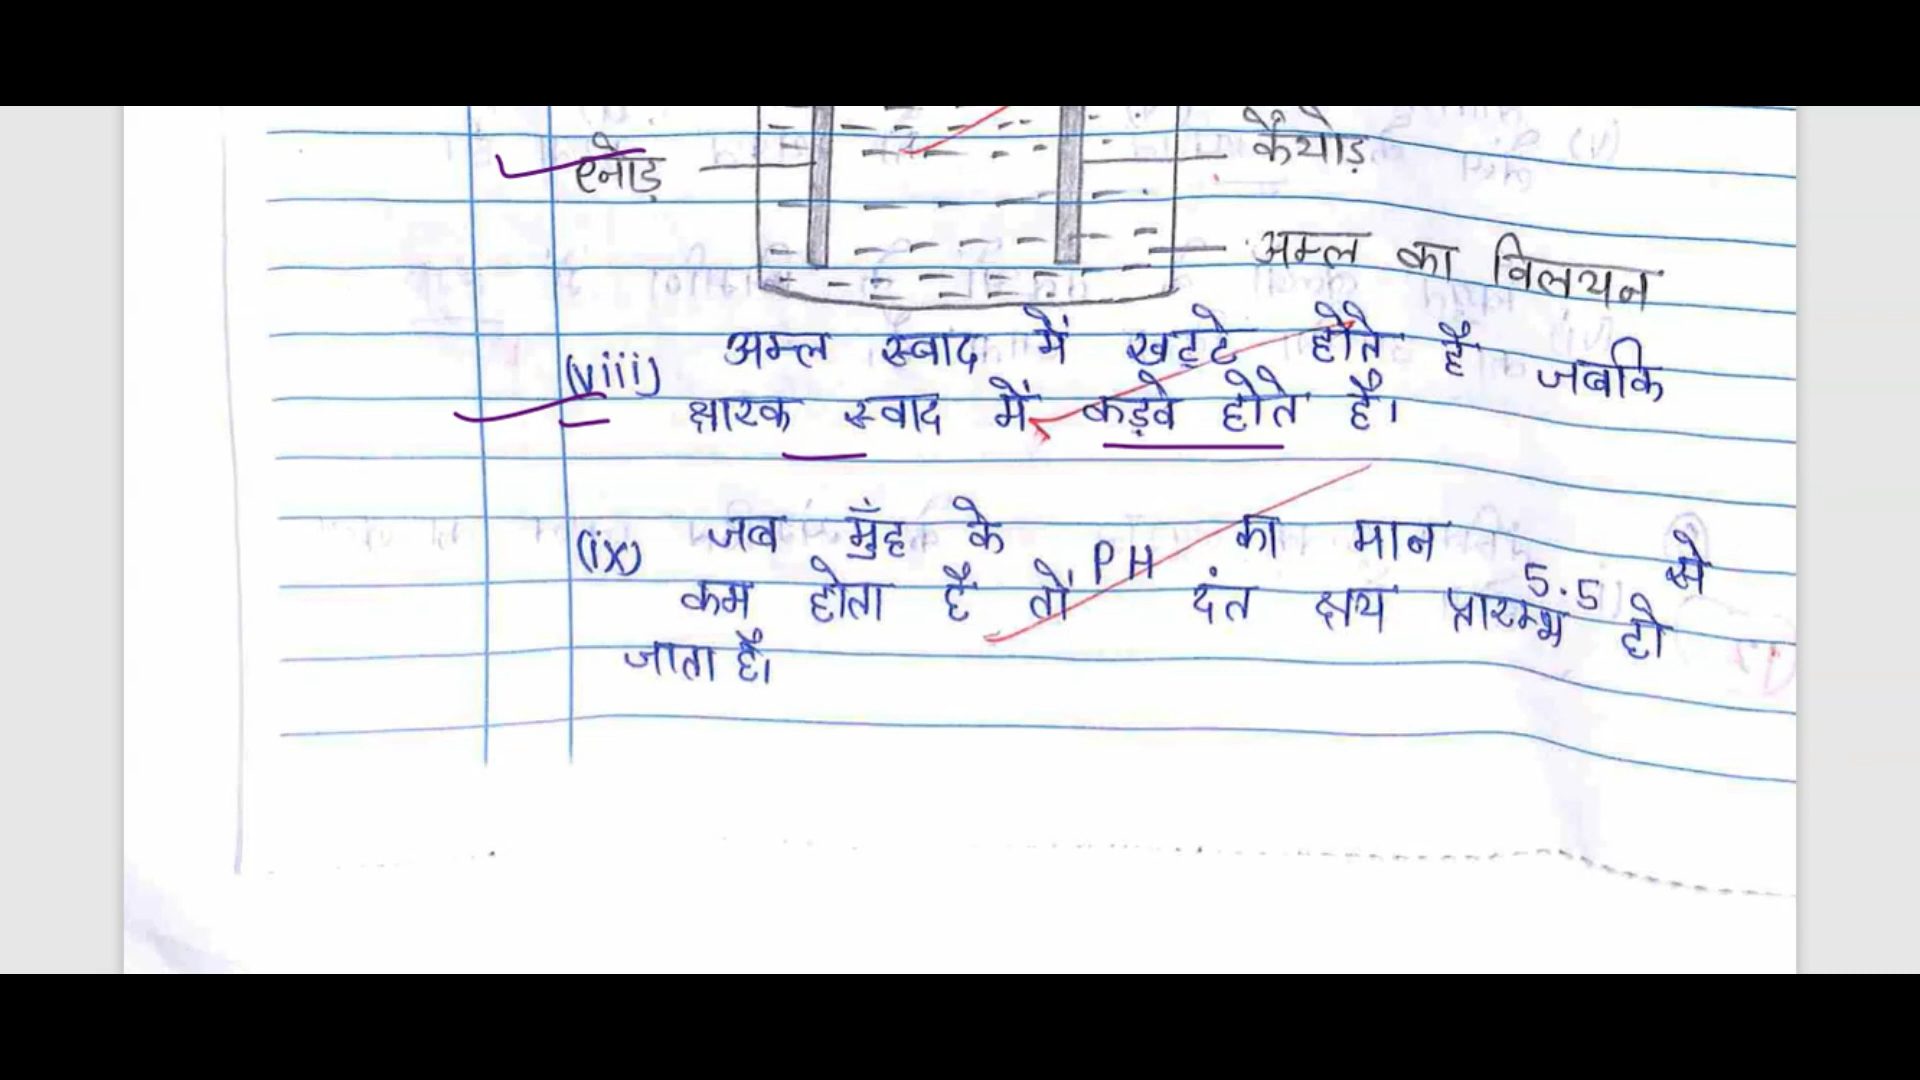 एनोड
कैथोड़
अम्ल का विलयन
(viii) अम्ल स्वाद में खट्टे होते हैं जबकि
क्षारक स्वाद में कड़वे होते हैं।
(ix) जब मुँह के PH का मान 5.5 से
कम होता है तो दंत क्षय प्रारम्भ हो
जाता है।